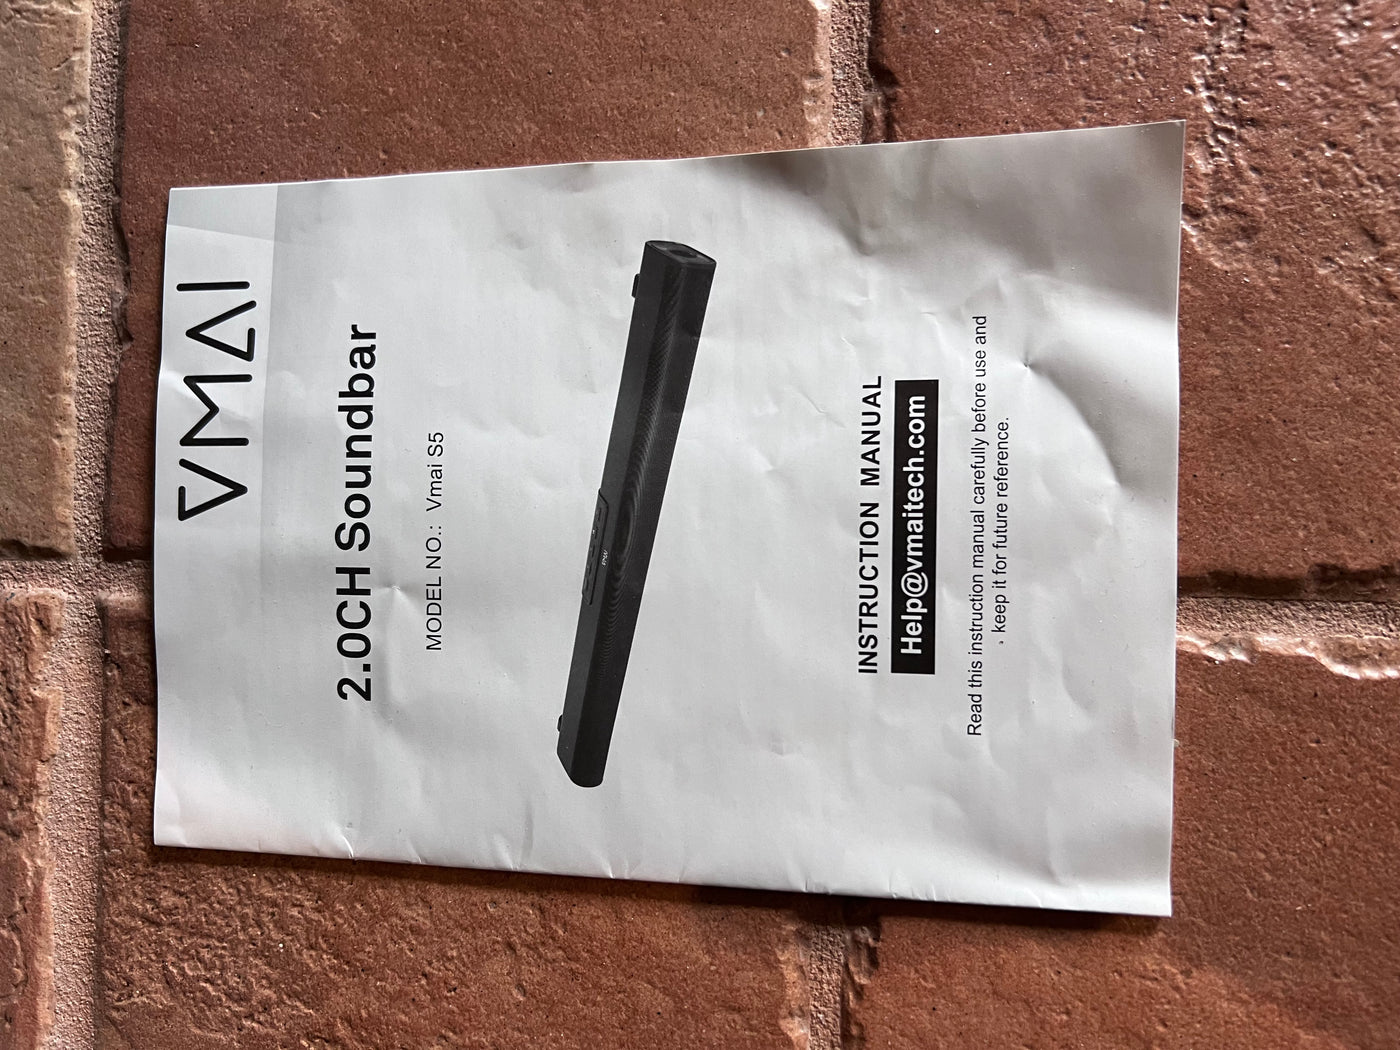 VMAI
2.0CH Soundbar
MODEL NO.: Vmai S5
INSTRUCTION MANUAL
Help@vmaitech.com
Read this instruction manual carefully before use and
keep it for future reference.